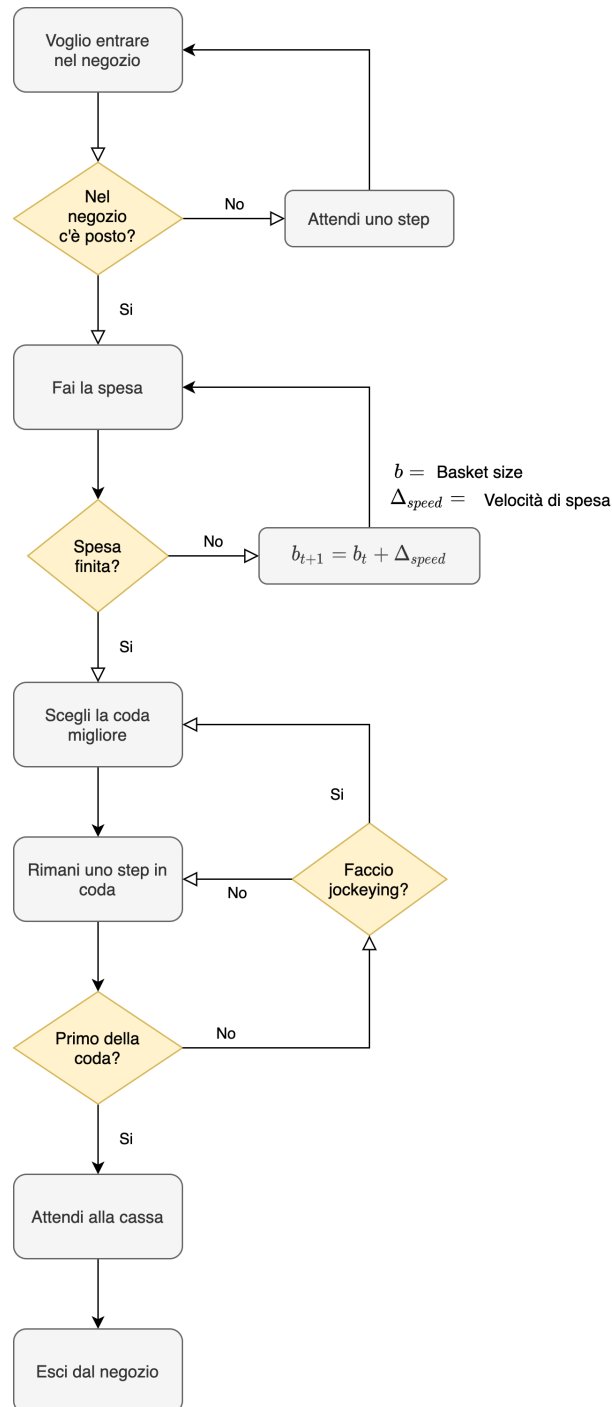 Voglio entrare
nel negozio
Nel
negozio
c'è posto?
No
Attendi uno step
Si
Fai la spesa
b = Basket size
Δspeed = Velocità di spesa
Spesa
finita?
No
bt+1 = bt + Δspeed
Si
Scegli la coda
migliore
Si
Rimani uno step in
coda
No
Faccio
jockeying?
Primo della
coda?
No
Si
Attendi alla cassa
Esci dal negozio